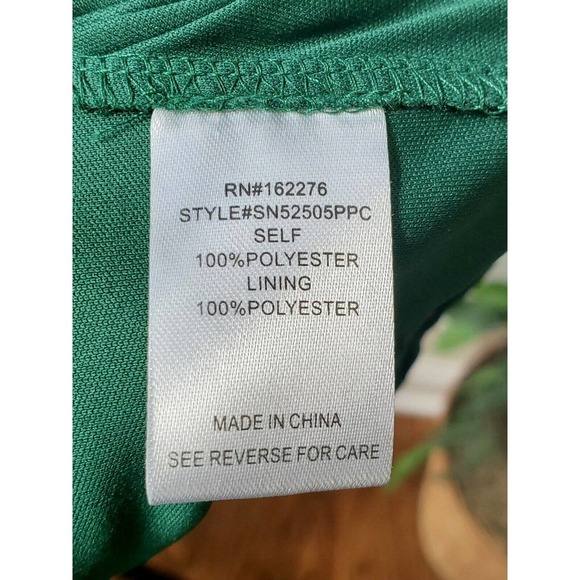 RN#162276
STYLE#SN52505PPC
SELF
100%POLYESTER
LINING
100%POLYESTER
MADE IN CHINA
SEE REVERSE FOR CARE